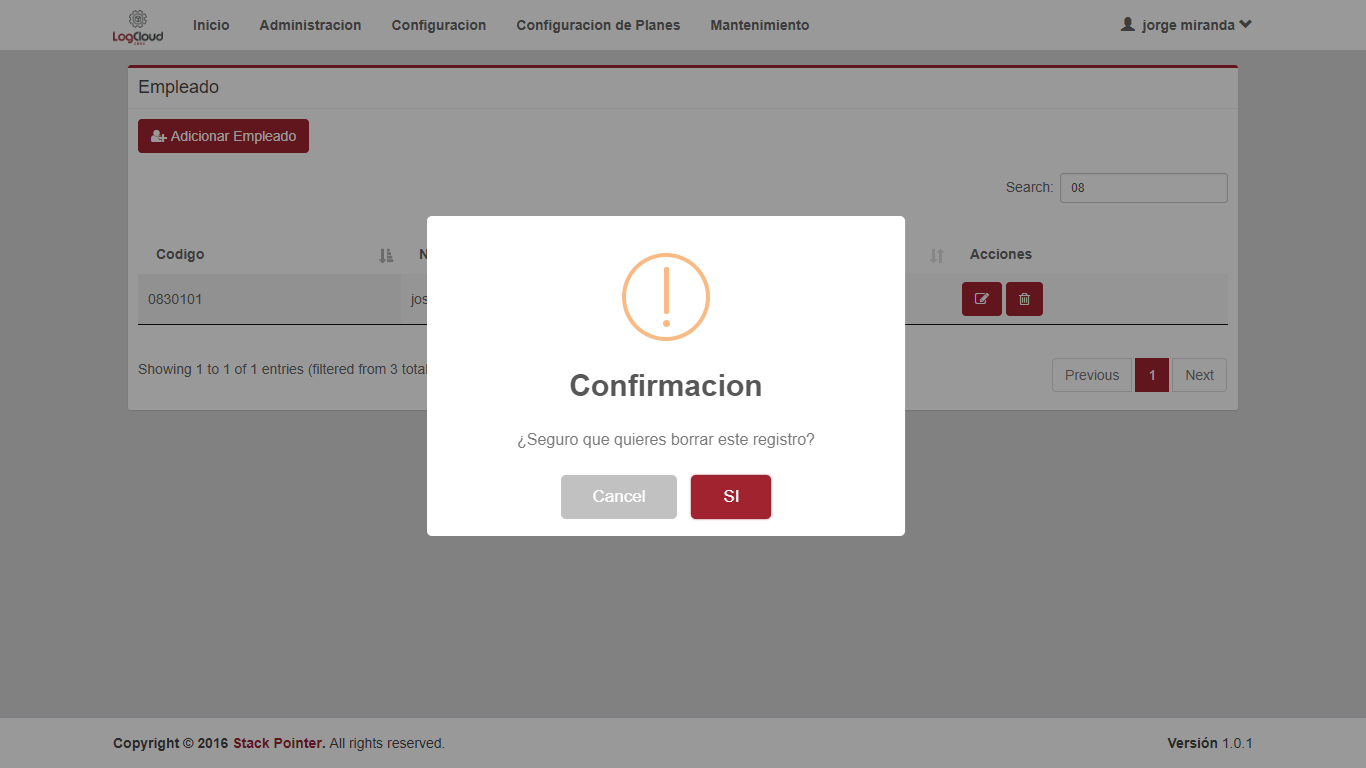 LogCloud
Inicio
Administracion
Configuracion
Configuracion de Planes
Mantenimiento
jorge miranda
Empleado
Adicionar Empleado
Search:
08
Codigo
Acciones
0830101
Showing 1 to 1 of 1 entries (filtered from 3 total
Previous
1
Next
Confirmacion
¿Seguro que quieres borrar este registro?
Cancel
SI
Copyright © 2016 Stack Pointer. All rights reserved.
Versión 1.0.1